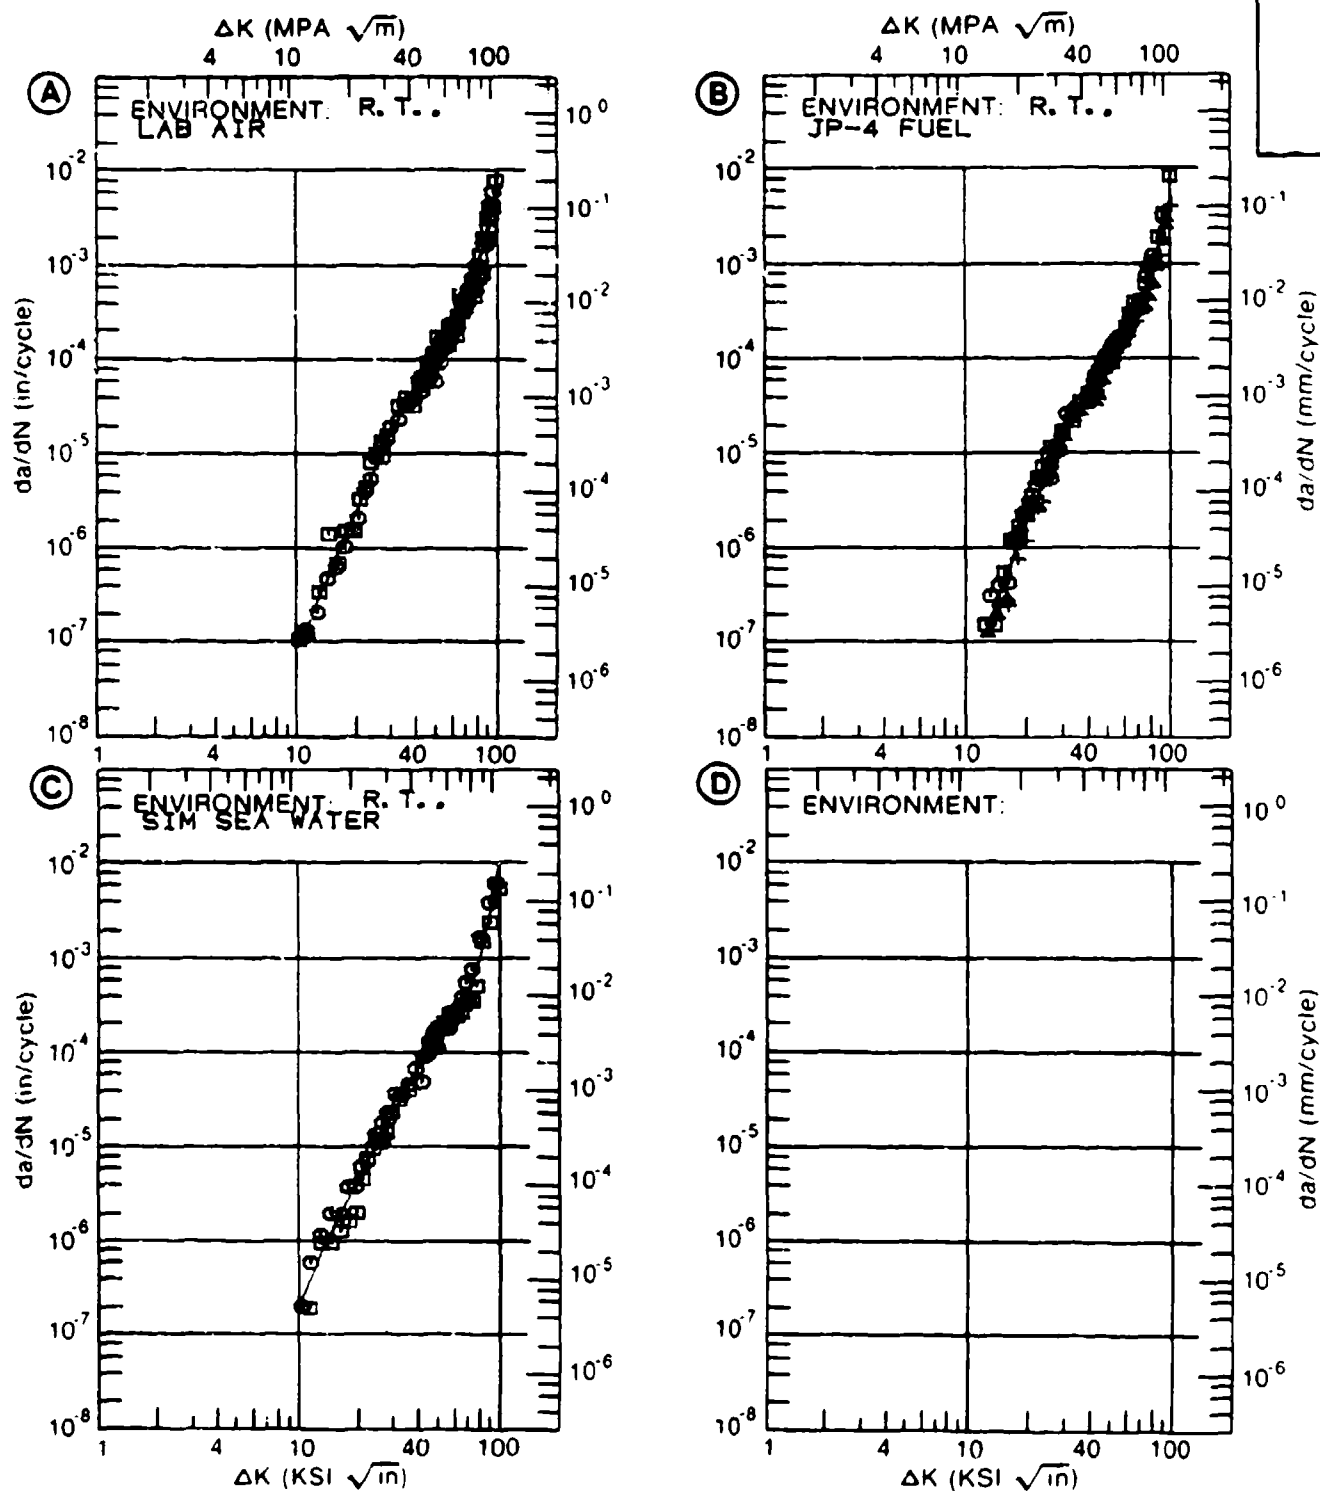 ΔK (MPA √m)
4 10 40 100
A
ENVIRONMENT: R. T..
LAB AIR
10^0
10^-2
10^-1
10^-3
10^-2
10^-4
10^-3
10^-5
10^-4
10^-6
10^-5
10^-7
10^-6
10^-8
1 4 10 40 100
da/dN (in/cycle)
ΔK (MPA √m)
4 10 40 100
B
ENVIRONMENT: R. T..
JP-4 FUEL
10^-2
10^-1
10^-3
10^-2
10^-4
10^-3
10^-5
10^-4
10^-6
10^-5
10^-7
10^-6
10^-8
1 4 10 40 100
da/dN (mm/cycle)
C
ENVIRONMENT: R. T..
SIM SEA WATER
10^0
10^-2
10^-1
10^-3
10^-2
10^-4
10^-3
10^-5
10^-4
10^-6
10^-5
10^-7
10^-6
10^-8
1 4 10 40 100
da/dN (in/cycle)
ΔK (KSI √in)
D
ENVIRONMENT:
10^0
10^-2
10^-1
10^-3
10^-2
10^-4
10^-3
10^-5
10^-4
10^-6
10^-5
10^-7
10^-6
10^-8
1 4 10 40 100
da/dN (mm/cycle)
ΔK (KSI √in)